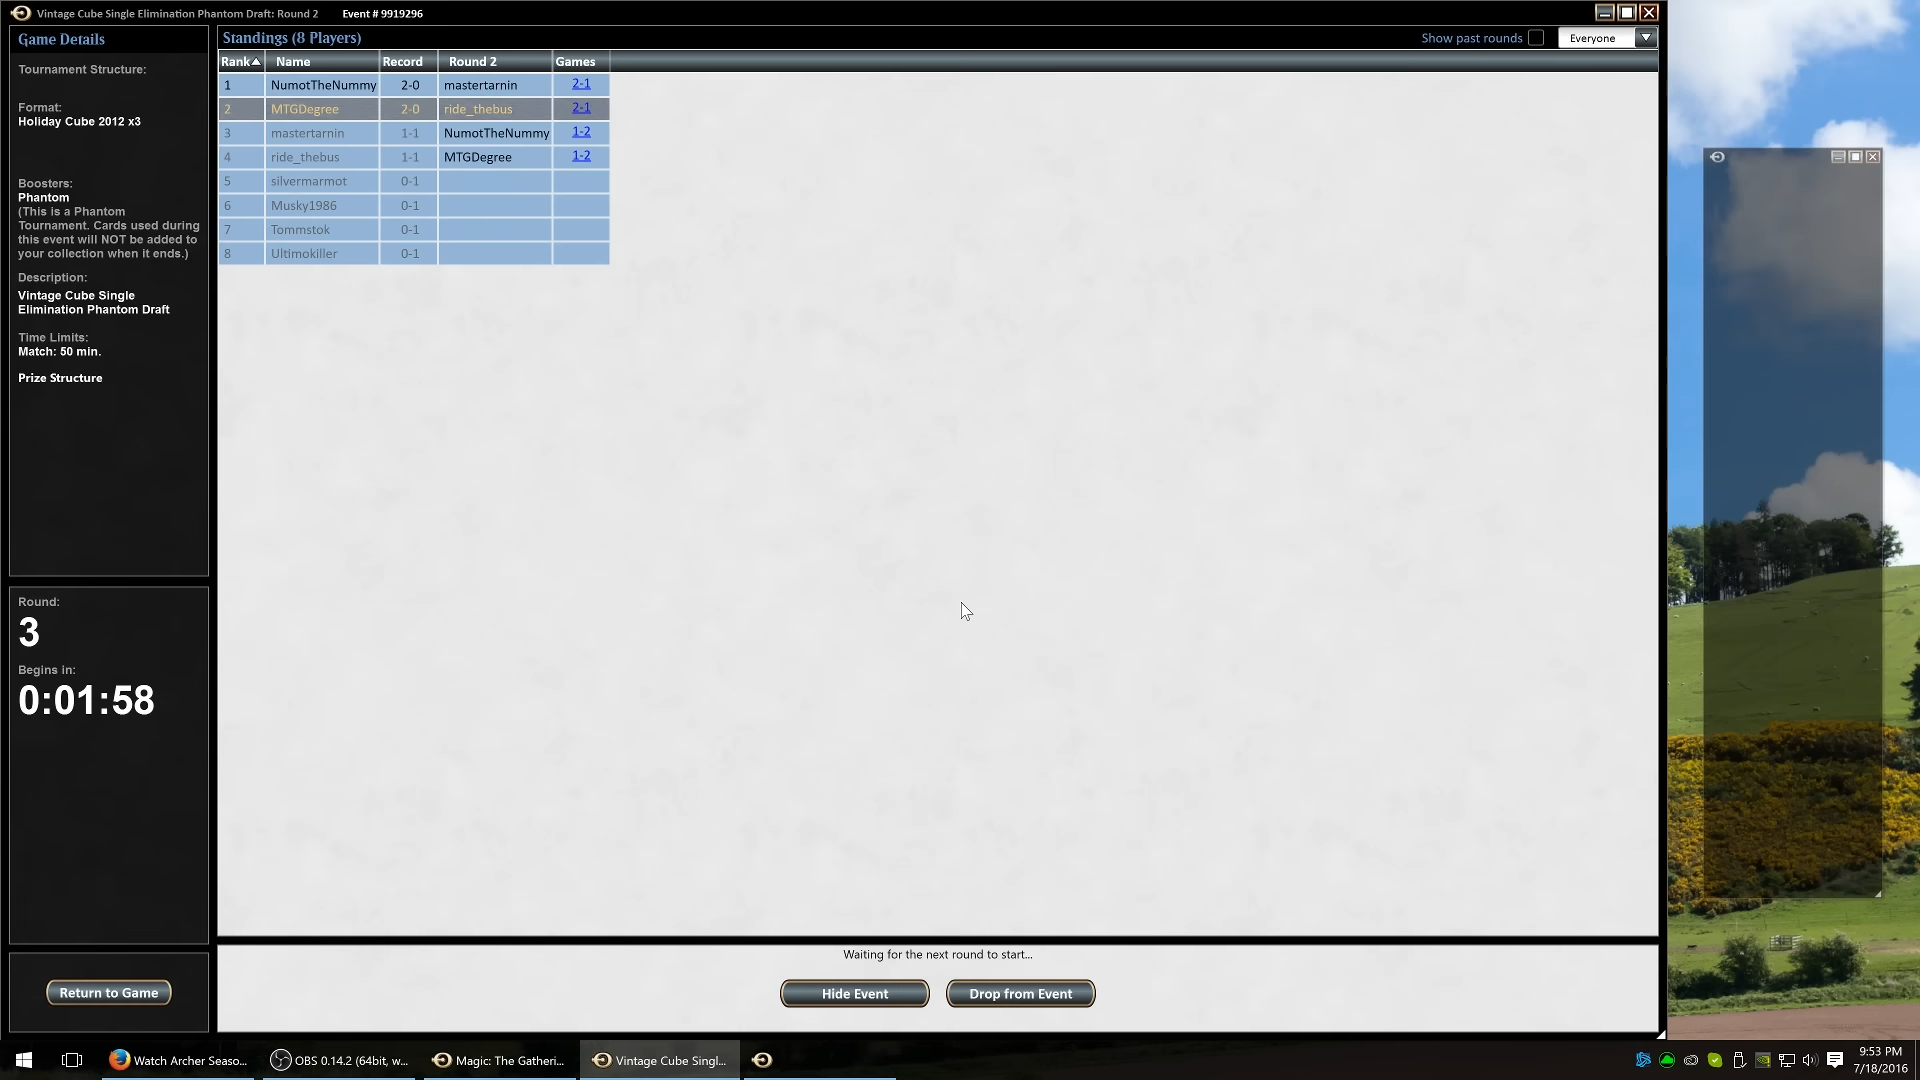 Vintage Cube Single Elimination Phantom Draft: Round 2 Event # 9919296
Game Details
Tournament Structure:
Format:
Holiday Cube 2012 x3
Boosters:
Phantom
(This is a Phantom
Tournament. Cards used during
this event will NOT be added to
your collection when it ends.)
Description:
Vintage Cube Single
Elimination Phantom Draft
Time Limits:
Match: 50 min.
Prize Structure
Round:
3
Begins in:
0:01:58
Return to Game
Standings (8 Players)
Show past rounds Everyone
Rank Name Record Round 2 Games
1 NumotTheNummy 2-0 mastertarnin 2-1
2 MTGDegree 2-0 ride_thebus 2-1
3 mastertarnin 1-1 NumotTheNummy 1-2
4 ride_thebus 1-1 MTGDegree 1-2
5 silvermarmot 0-1
6 Musky1986 0-1
7 Tommstok 0-1
8 Ultimokiller 0-1
Waiting for the next round to start...
Hide Event Drop from Event
Watch Archer Seaso... OBS 0.14.2 (64bit, w... Magic: The Gatheri... Vintage Cube Singl...
9:53 PM
7/18/2016